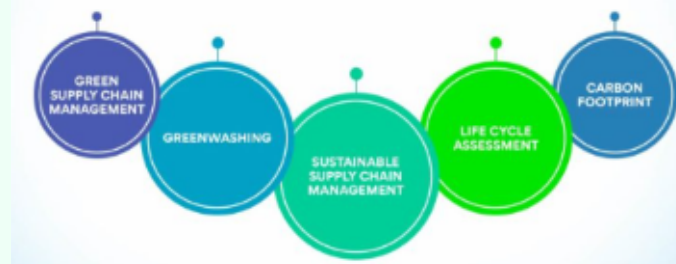 GREEN
SUPPLY CHAIN
MANAGEMENT
GREENWASHING
SUSTAINABLE
SUPPLY CHAIN
MANAGEMENT
LIFE CYCLE
ASSESSMENT
CARBON
FOOTPRINT